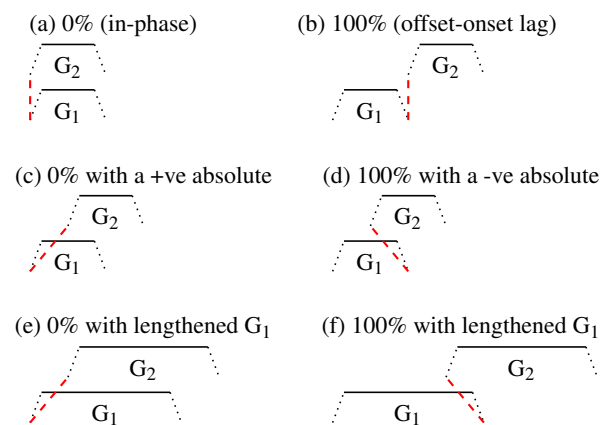 (a) 0% (in-phase)
(b) 100% (offset-onset lag)
G₂
G₂
G₁
G₁
(c) 0% with a +ve absolute
(d) 100% with a -ve absolute
G₂
G₂
G₁
G₁
(e) 0% with lengthened G₁
(f) 100% with lengthened G₁
G₂
G₂
G₁
G₁